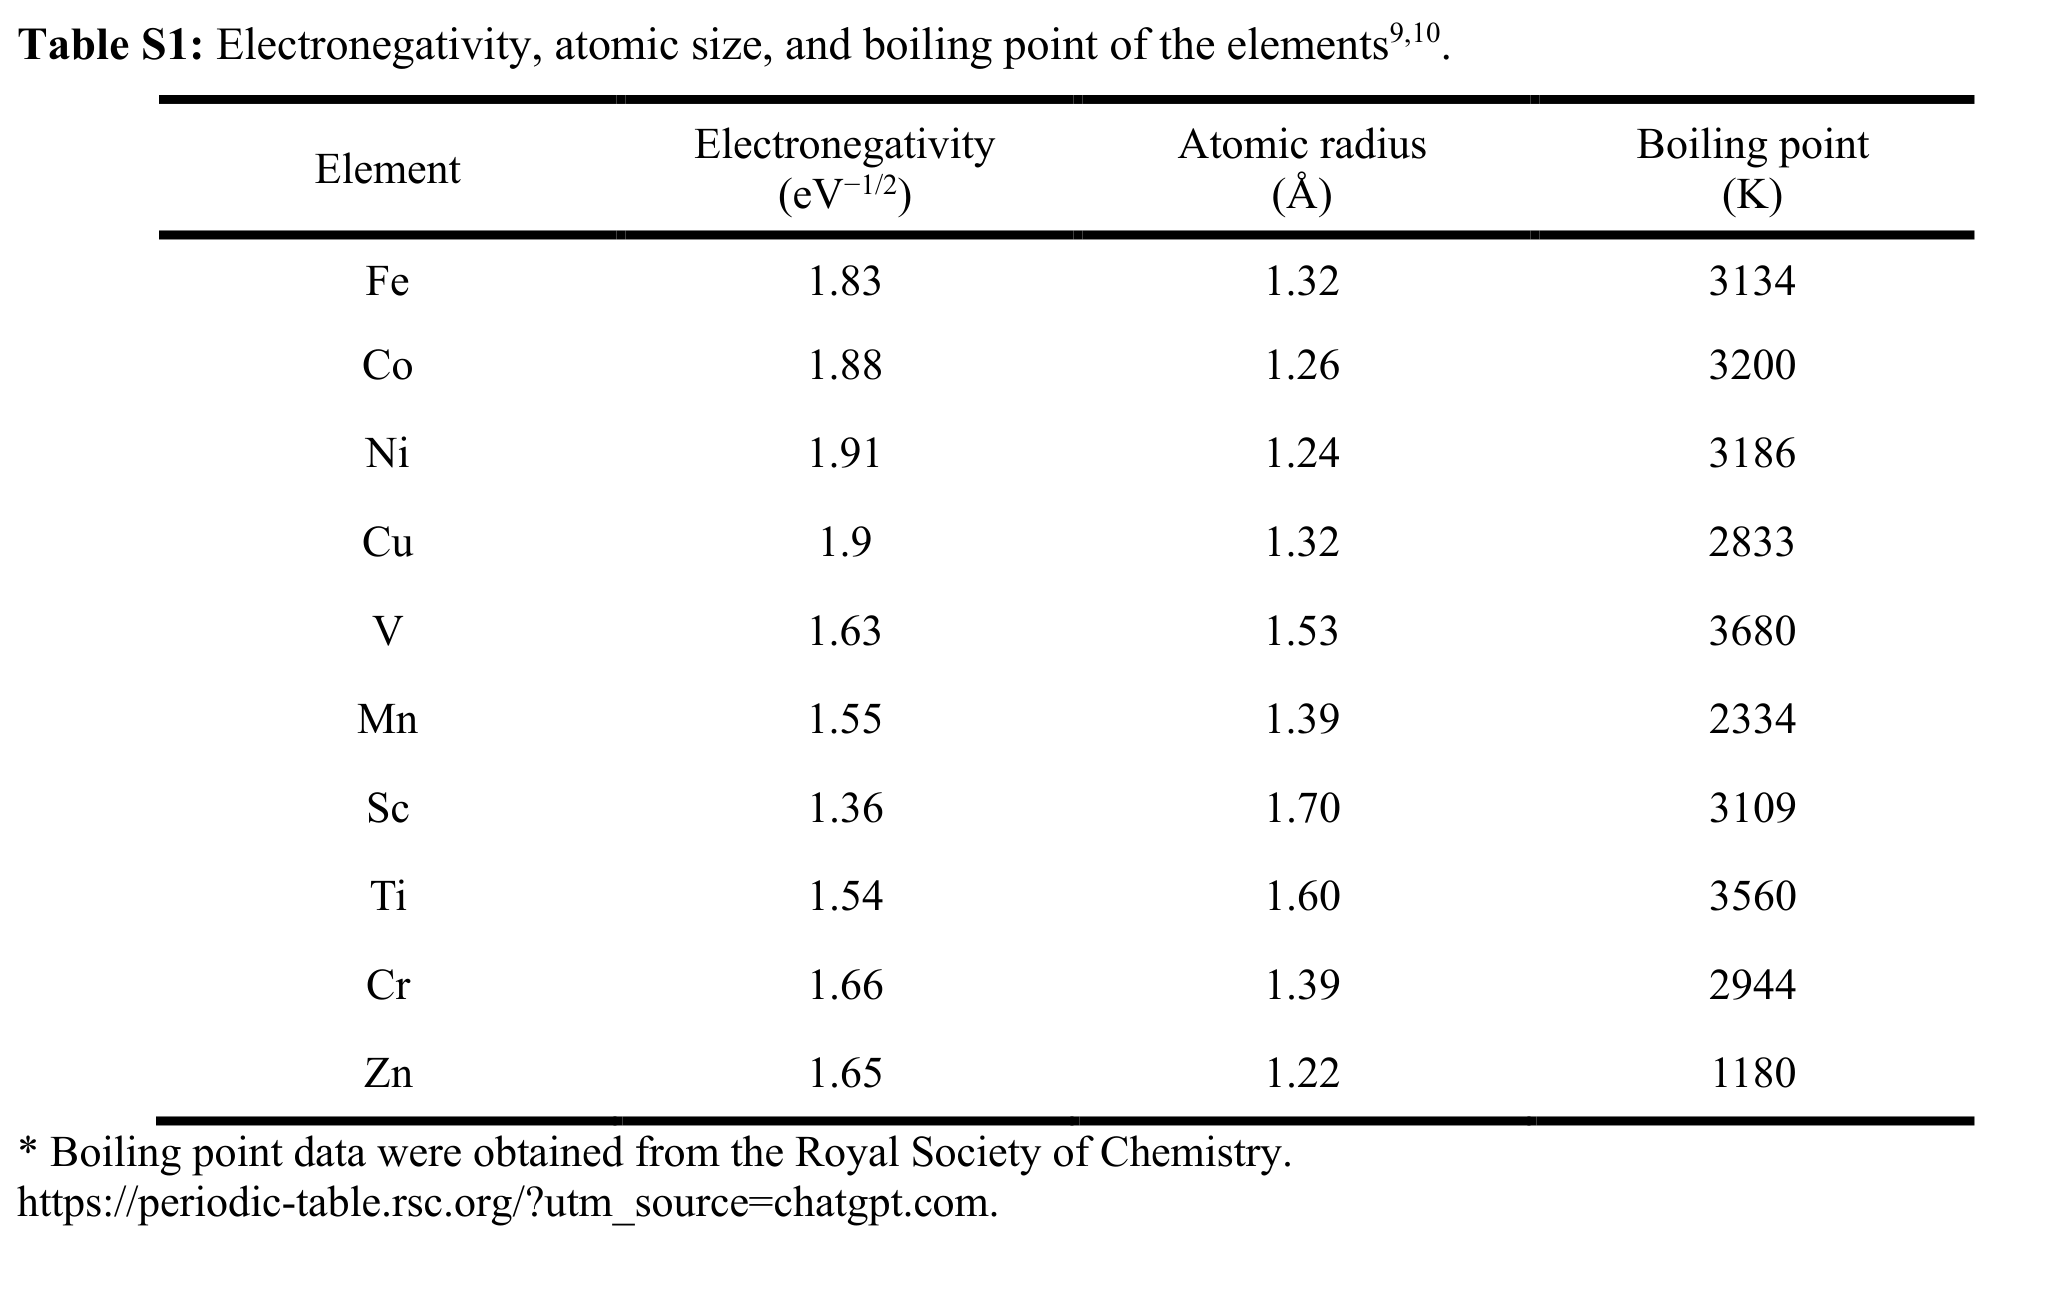 Table S1: Electronegativity, atomic size, and boiling point of the elements9,10.
Element Electronegativity (eV−1/2) Atomic radius (Å) Boiling point (K)
Fe 1.83 1.32 3134
Co 1.88 1.26 3200
Ni 1.91 1.24 3186
Cu 1.9 1.32 2833
V 1.63 1.53 3680
Mn 1.55 1.39 2334
Sc 1.36 1.70 3109
Ti 1.54 1.60 3560
Cr 1.66 1.39 2944
Zn 1.65 1.22 1180
* Boiling point data were obtained from the Royal Society of Chemistry.
https://periodic-table.rsc.org/?utm_source=chatgpt.com.